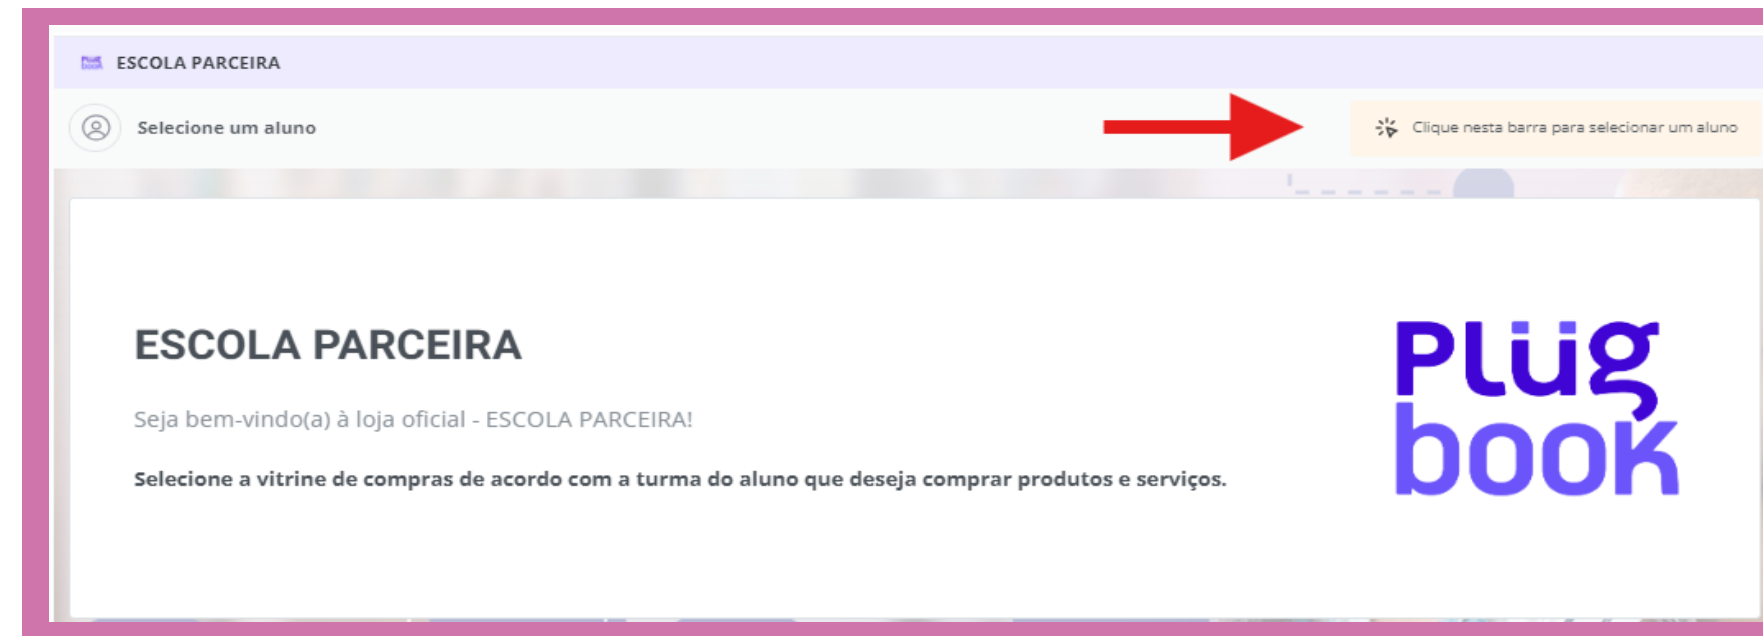 ESCOLA PARCEIRA
Selecione um aluno
Clique nesta barra para selecionar um aluno
ESCOLA PARCEIRA
Seja bem-vindo(a) à loja oficial - ESCOLA PARCEIRA!
Selecione a vitrine de compras de acordo com a turma do aluno que deseja comprar produtos e serviços.
Plüg
book